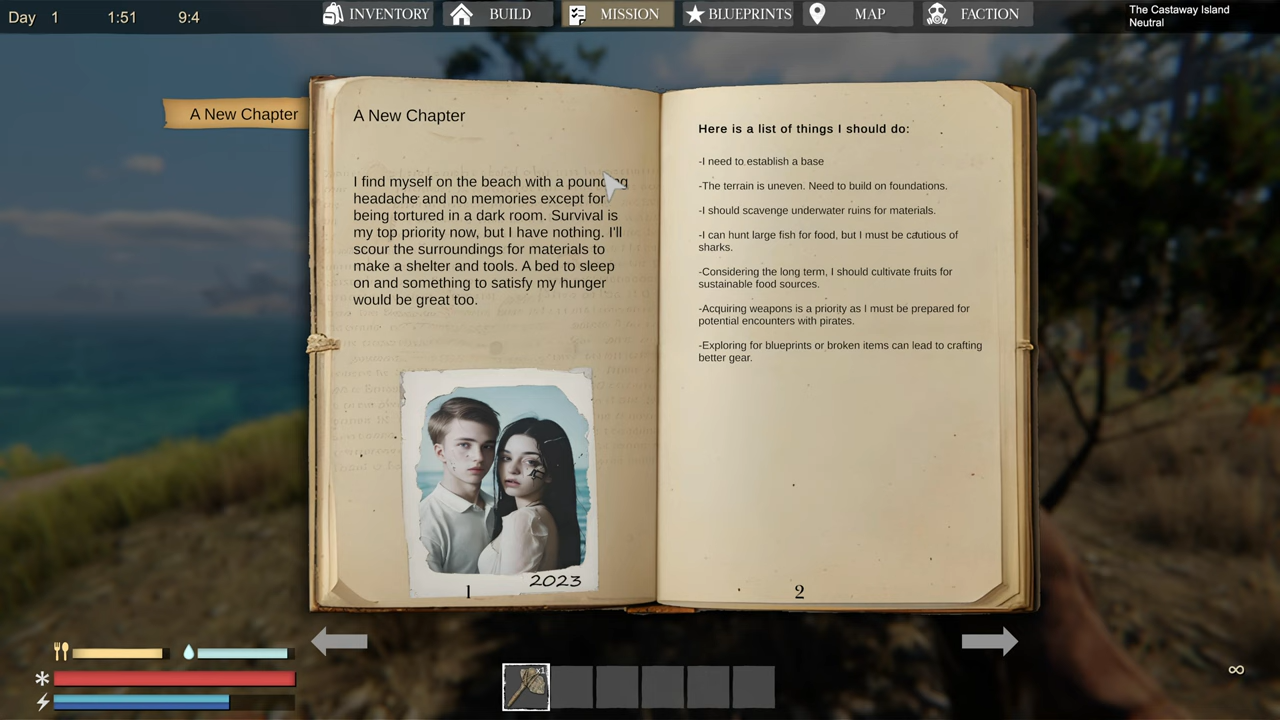 Day 1 1:51 9:4
INVENTORY
BUILD
MISSION
BLUEPRINTS
MAP
FACTION
The Castaway Island
Neutral
A New Chapter
A New Chapter
I find myself on the beach with a pounding
headache and no memories except for
being tortured in a dark room. Survival is
my top priority now, but I have nothing. I'll
scour the surroundings for materials to
make a shelter and tools. A bed to sleep
on and something to satisfy my hunger
would be great too.
2023
1
Here is a list of things I should do:
-I need to establish a base
-The terrain is uneven. Need to build on foundations.
-I should scavenge underwater ruins for materials.
-I can hunt large fish for food, but I must be cautious of
sharks.
-Considering the long term, I should cultivate fruits for
sustainable food sources.
-Acquiring weapons is a priority as I must be prepared for
potential encounters with pirates.
-Exploring for blueprints or broken items can lead to crafting
better gear.
2
x1
∞